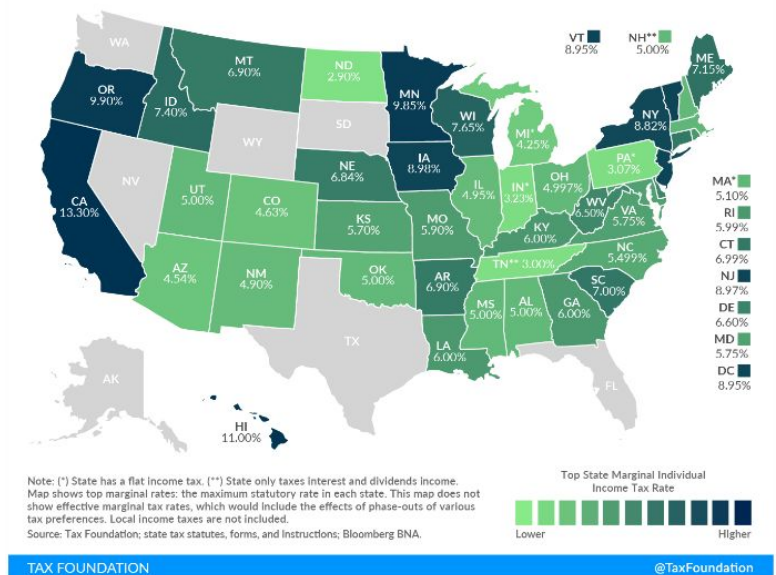 WA
MT
6.90%
ND
2.90%
MN
9.85%
VT
8.95%
NH**
5.00%
ME
7.15%
OR
9.90%
ID
7.40%
WY
SD
WI
7.65%
MI*
4.25%
NY
8.82%
NV
NE
6.84%
IA
8.98%
PA*
3.07%
CA
13.30%
UT
5.00%
CO
4.63%
KS
5.70%
MO
5.90%
IL
4.95%
IN*
3.23%
OH
4.997%
WV
6.50%
VA
5.75%
KY
6.00%
NC
5.499%
TN** 3.00%
AZ
4.54%
NM
4.90%
OK
5.00%
AR
6.90%
SC
7.00%
MS
5.00%
AL
5.00%
GA
6.00%
TX
LA
6.00%
FL
AK
HI
11.00%
MA*
5.10%
RI
5.99%
CT
6.99%
NJ
8.97%
DE
6.60%
MD
5.75%
DC
8.95%
Note: (*) State has a flat income tax. (**) State only taxes interest and dividends income.
Map shows top marginal rates: the maximum statutory rate in each state. This map does not
show effective marginal tax rates, which would include the effects of phase-outs of various
tax preferences. Local income taxes are not included.
Source: Tax Foundation; state tax statutes, forms, and instructions; Bloomberg BNA.
Top State Marginal Individual
Income Tax Rate
Lower Higher
TAX FOUNDATION @TaxFoundation